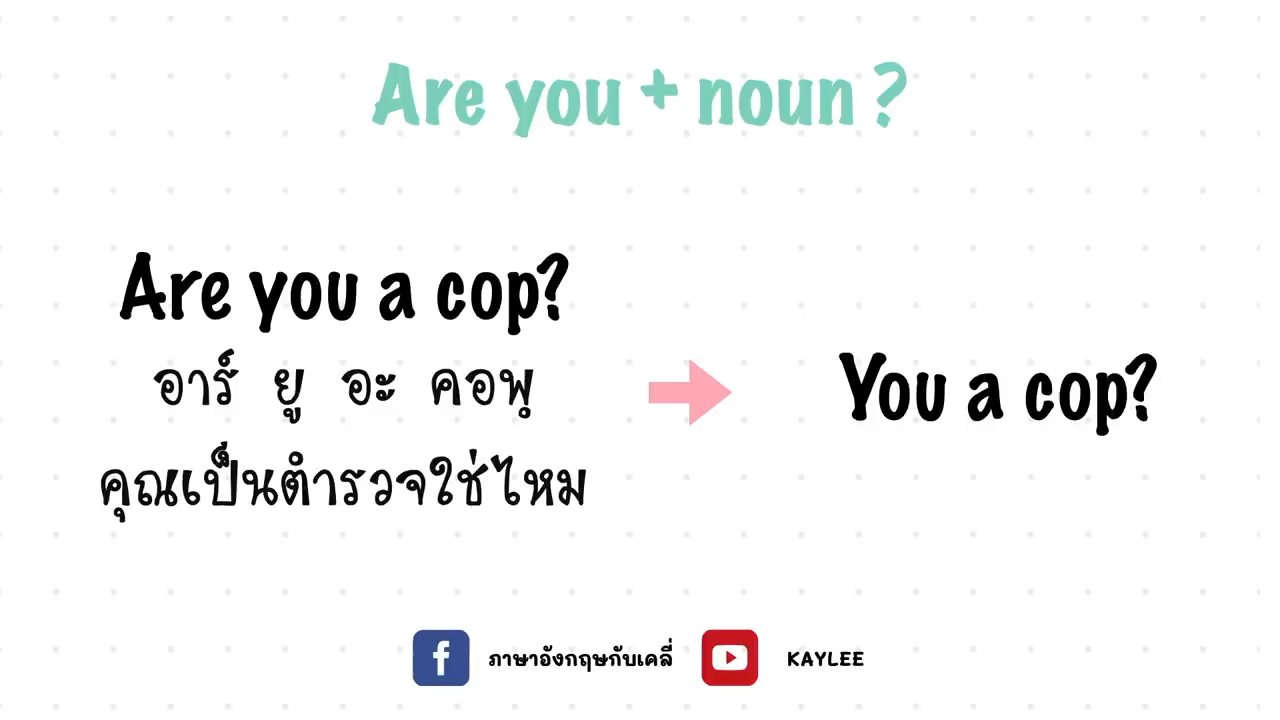 Are you + noun ?
Are you a cop?
อาร์ ยู อะ คอพฺ
คุณเป็นตำรวจใช่ไหม
You a cop?
ภาษาอังกฤษกับเคลี่
KAYLEE